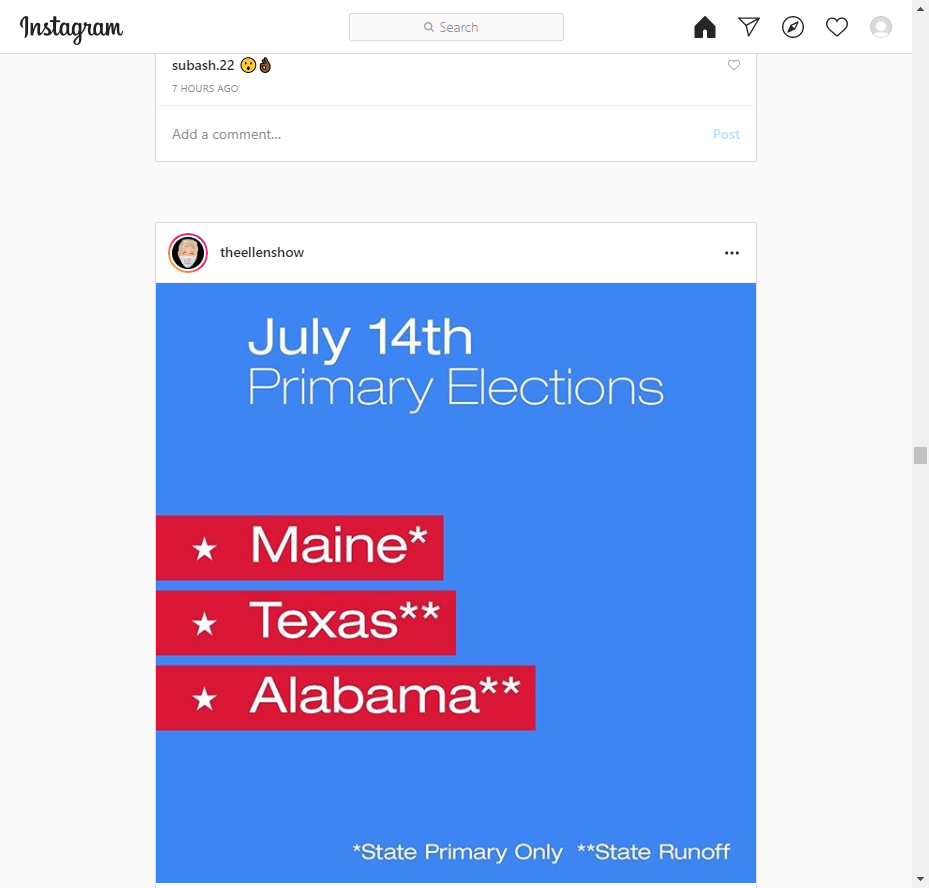 Instagram
Search
subash.22 😮👌🏿
7 HOURS AGO
Add a comment...
Post
theellenshow
July 14th
Primary Elections
★ Maine*
★ Texas**
★ Alabama**
*State Primary Only **State Runoff